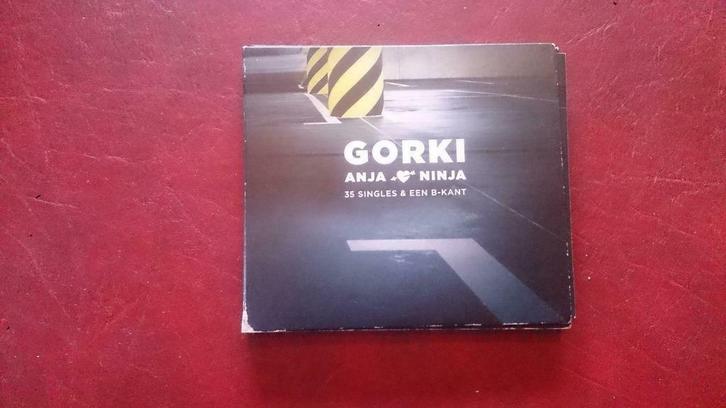 GORKI
ANJA NINJA
35 SINGLES & EEN B-KANT